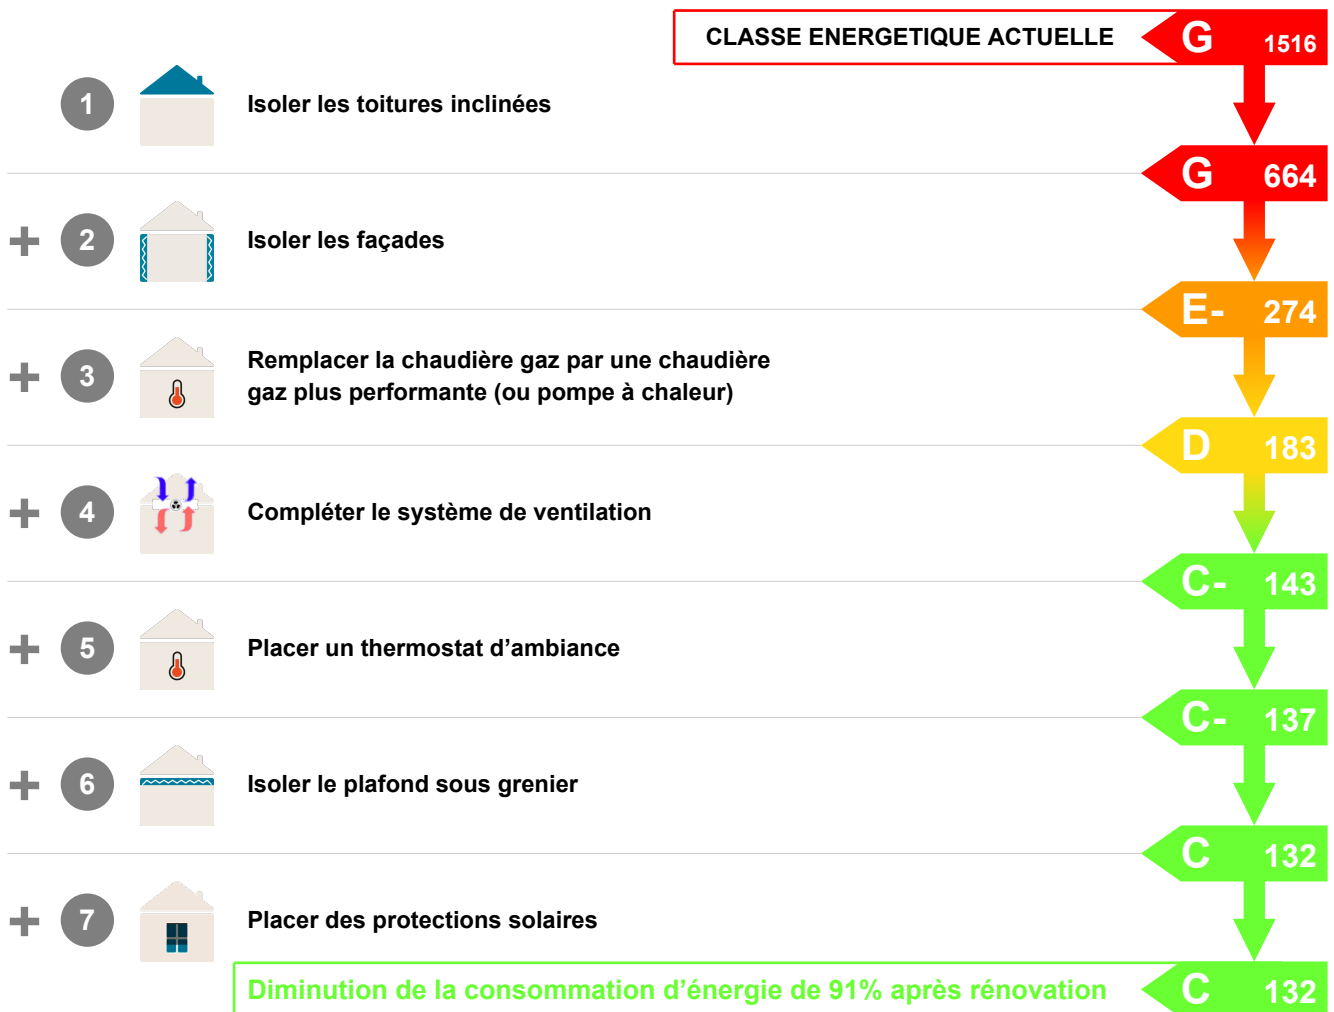 CLASSE ENERGETIQUE ACTUELLE G 1516
1 Isoler les toitures inclinées
G 664
+ 2 Isoler les façades
E- 274
+ 3 Remplacer la chaudière gaz par une chaudière
gaz plus performante (ou pompe à chaleur)
D 183
+ 4 Compléter le système de ventilation
C- 143
+ 5 Placer un thermostat d’ambiance
C- 137
+ 6 Isoler le plafond sous grenier
C 132
+ 7 Placer des protections solaires
Diminution de la consommation d’énergie de 91% après rénovation C 132